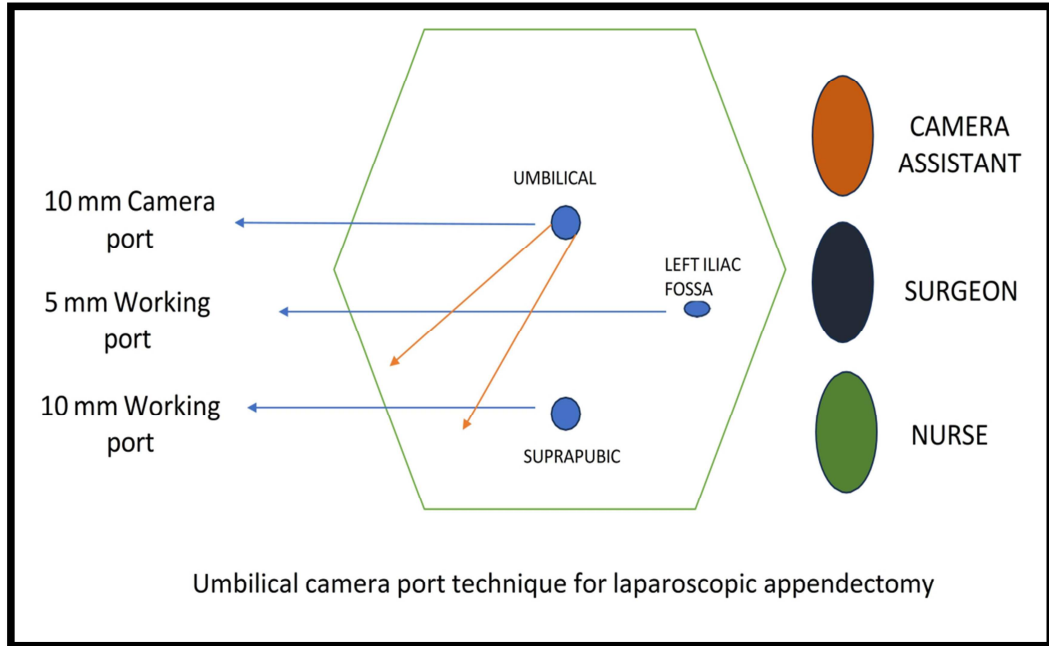 UMBILICAL
10 mm Camera
port
LEFT ILIAC
FOSSA
5 mm Working
port
10 mm Working
port
SUPRAPUBIC
CAMERA
ASSISTANT
SURGEON
NURSE
Umbilical camera port technique for laparoscopic appendectomy